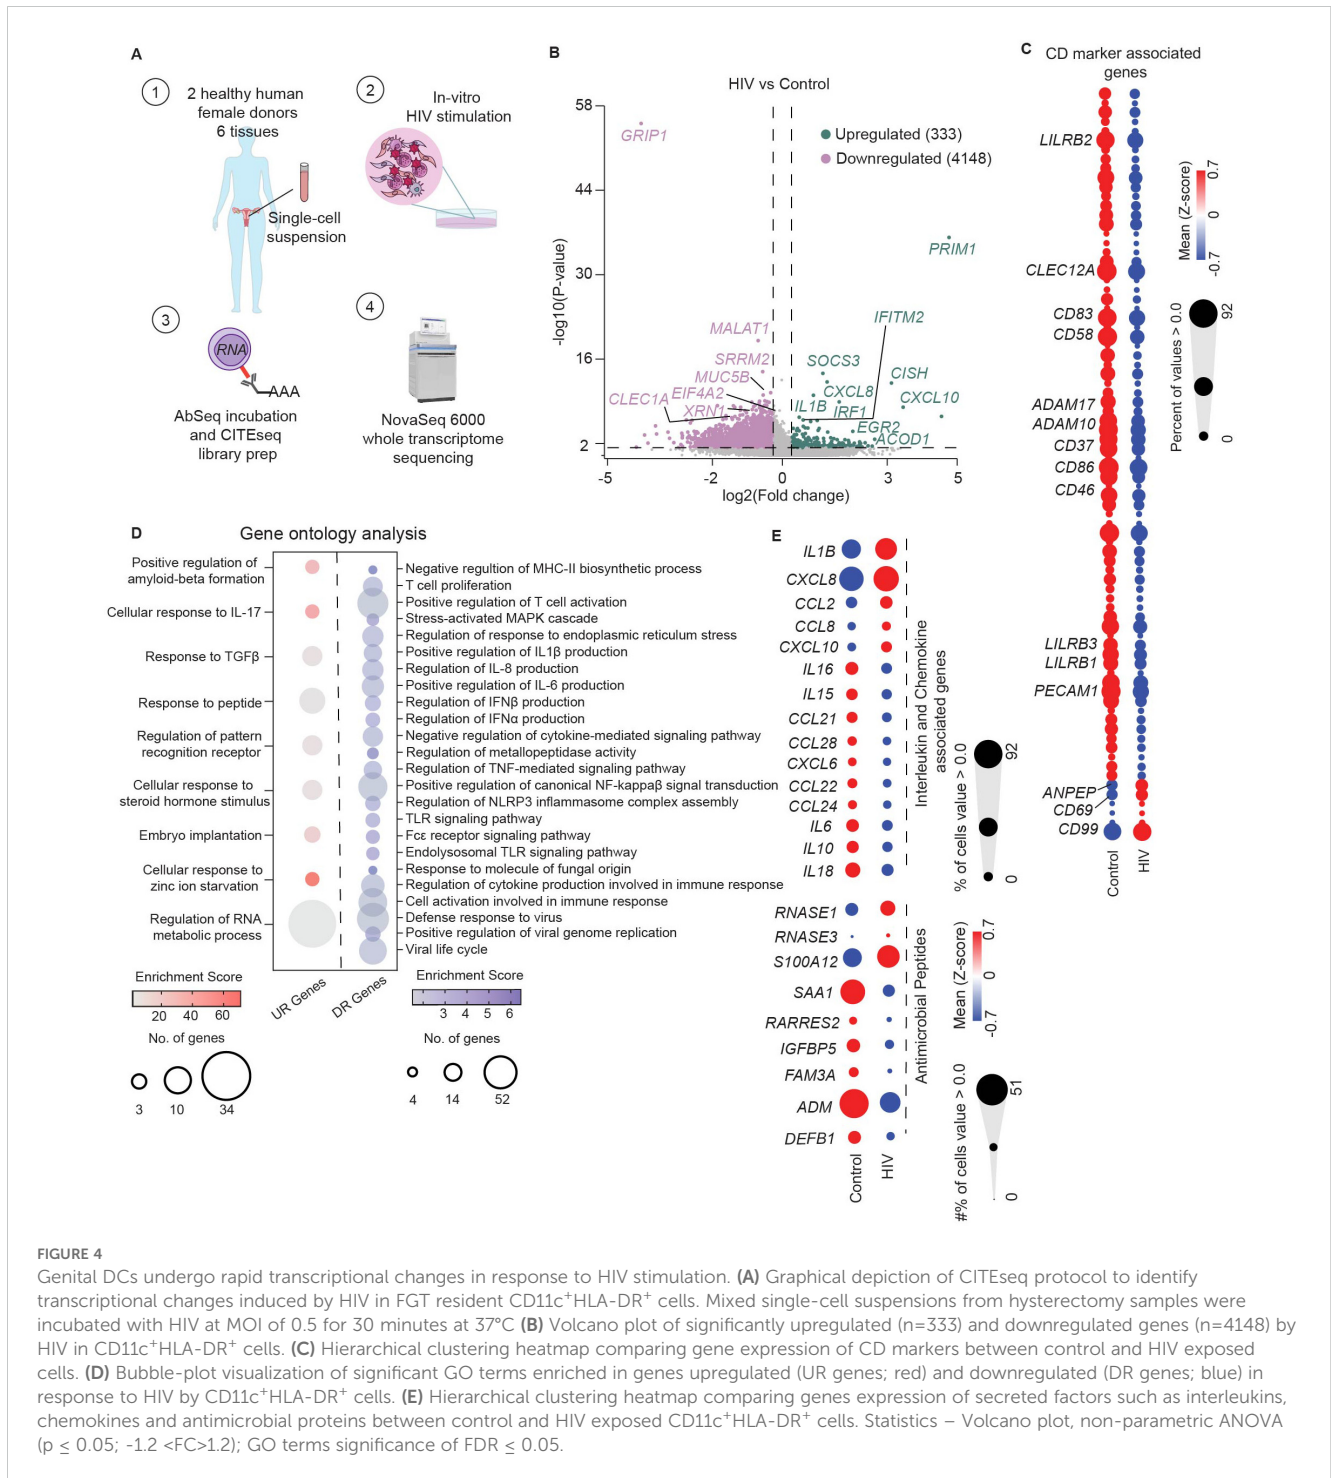 A
1
2 healthy human
female donors
6 tissues
Single-cell
suspension
2
In-vitro
HIV stimulation
3
RNA
AAA
AbSeq incubation
and CITEseq
library prep
4
NovaSeq 6000
whole transcriptome
sequencing
B
HIV vs Control
58
44
30
16
2
-log10(P-value)
-5
-2
0
3
5
log2(Fold change)
Upregulated (333)
Downregulated (4148)
GRIP1
PRIM1
MALAT1
SRRM2
MUC5B
EIF4A2
CLEC1A
XRN1
IFITM2
SOCS3
CISH
CXCL8
CXCL10
IL1B
IRF1
EGR2
ACOD1
C
CD marker associated
genes
LILRB2
CLEC12A
CD83
CD58
ADAM17
ADAM10
CD37
CD86
CD46
LILRB3
LILRB1
PECAM1
ANPEP
CD69
CD99
Control
HIV
Mean (Z-score)
0.7
0
-0.7
Percent of values > 0.0
92
0
D
Gene ontology analysis
Positive regulation of
amyloid-beta formation
Cellular response to IL-17
Response to TGFβ
Response to peptide
Regulation of pattern
recognition receptor
Cellular response to
steroid hormone stimulus
Embryo implantation
Cellular response to
zinc ion starvation
Regulation of RNA
metabolic process
Negative regultion of MHC-II biosynthetic process
T cell proliferation
Positive regulation of T cell activation
Stress-activated MAPK cascade
Regulation of response to endoplasmic reticulum stress
Positive regulation of IL1β production
Regulation of IL-8 production
Positive regulation of IL-6 production
Regulation of IFNβ production
Regulation of IFNα production
Negative regulation of cytokine-mediated signaling pathway
Regulation of metallopeptidase activity
Regulation of TNF-mediated signaling pathway
Positive regulation of canonical NF-kappaβ signal transduction
Regulation of NLRP3 inflammasome complex assembly
TLR signaling pathway
Fcε receptor signaling pathway
Endolysosomal TLR signaling pathway
Response to molecule of fungal origin
Regulation of cytokine production involved in immune response
Cell activation involved in immune response
Defense response to virus
Positive regulation of viral genome replication
Viral life cycle
UR Genes
DR Genes
Enrichment Score
20 40 60
No. of genes
3 10 34
Enrichment Score
3 4 5 6
No. of genes
4 14 52
E
IL1B
CXCL8
CCL2
CCL8
CXCL10
IL16
IL15
CCL21
CCL28
CXCL6
CCL22
CCL24
IL6
IL10
IL18
RNASE1
RNASE3
S100A12
SAA1
RARRES2
IGFBP5
FAM3A
ADM
DEFB1
Control
HIV
Interleukin and Chemokine
associated genes
Antimicrobial Peptides
% of cells value > 0.0
92
0
Mean (Z-score)
0.7
0
-0.7
#% of cells value > 0.0
51
0
FIGURE 4
Genital DCs undergo rapid transcriptional changes in response to HIV stimulation. (A) Graphical depiction of CITEseq protocol to identify
transcriptional changes induced by HIV in FGT resident CD11c⁺HLA-DR⁺ cells. Mixed single-cell suspensions from hysterectomy samples were
incubated with HIV at MOI of 0.5 for 30 minutes at 37°C (B) Volcano plot of significantly upregulated (n=333) and downregulated genes (n=4148) by
HIV in CD11c⁺HLA-DR⁺ cells. (C) Hierarchical clustering heatmap comparing gene expression of CD markers between control and HIV exposed
cells. (D) Bubble-plot visualization of significant GO terms enriched in genes upregulated (UR genes; red) and downregulated (DR genes; blue) in
response to HIV by CD11c⁺HLA-DR⁺ cells. (E) Hierarchical clustering heatmap comparing genes expression of secreted factors such as interleukins,
chemokines and antimicrobial proteins between control and HIV exposed CD11c⁺HLA-DR⁺ cells. Statistics – Volcano plot, non-parametric ANOVA
(p ≤ 0.05; -1.2 <FC>1.2); GO terms significance of FDR ≤ 0.05.